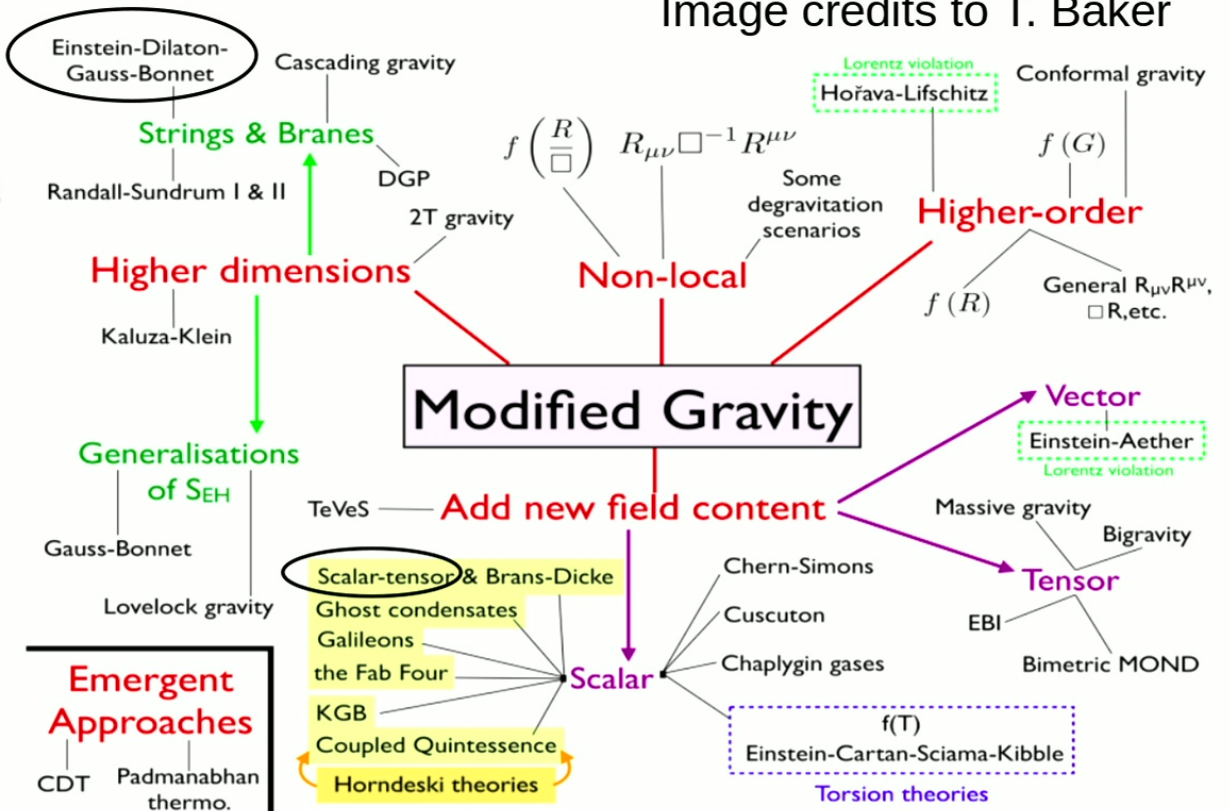 Image credits to T. Baker
Einstein-Dilaton-
Gauss-Bonnet
Cascading gravity
Strings & Branes
Randall-Sundrum I & II
DGP
2T gravity
Higher dimensions
Kaluza-Klein
Generalisations
of S_EH
Gauss-Bonnet
Lovelock gravity
f (R/□)
R_μν □^−1 R^μν
Some
degravitation
scenarios
Non-local
Lorentz violation
Hořava-Lifschitz
Conformal gravity
f (G)
Higher-order
f (R)
General R_μν R^μν,
□ R,etc.
Modified Gravity
Vector
Einstein-Aether
Lorentz violation
TeVeS
Add new field content
Massive gravity
Bigravity
Tensor
EBI
Bimetric MOND
Scalar-tensor & Brans-Dicke
Ghost condensates
Galileons
the Fab Four
KGB
Coupled Quintessence
Horndeski theories
Scalar
Chern-Simons
Cuscuton
Chaplygin gases
f(T)
Einstein-Cartan-Sciama-Kibble
Torsion theories
Emergent
Approaches
CDT
Padmanabhan
thermo.